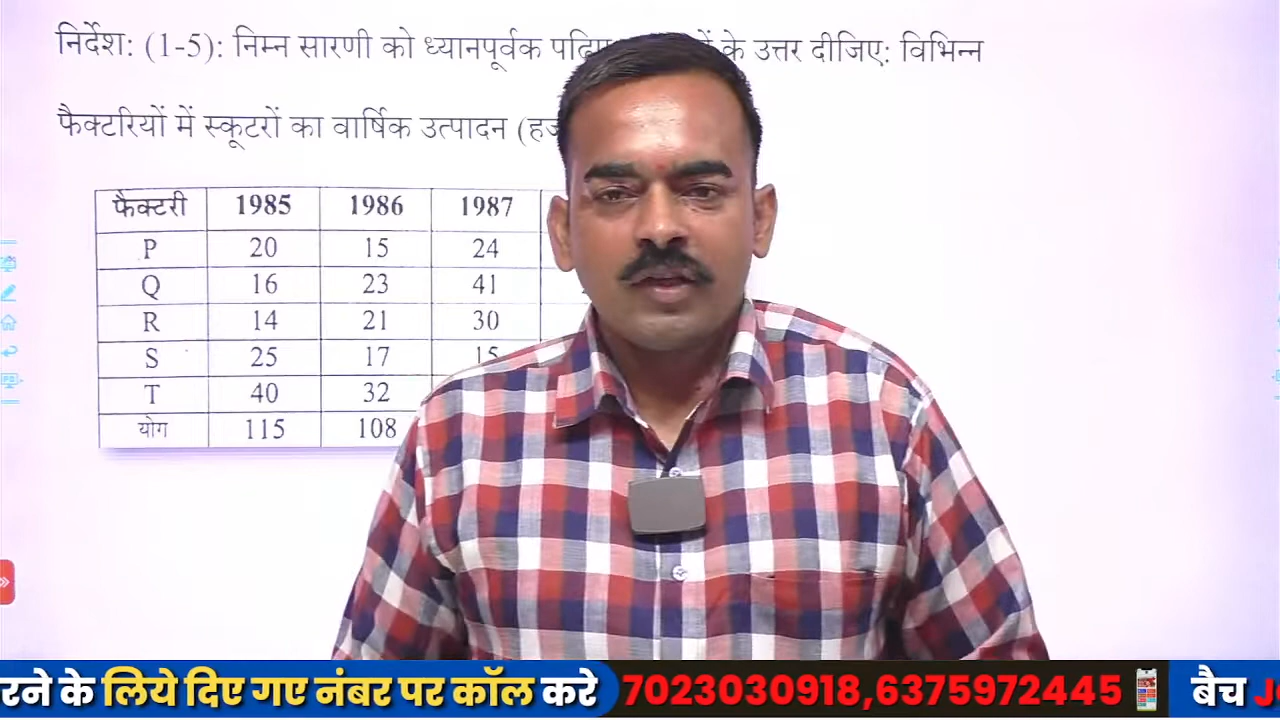 निर्देश: (1-5): निम्न सारणी को ध्यानपूर्वक के उत्तर दीजिए: विभिन्न
फैक्टरियों में स्कूटरों का वार्षिक उत्पादन
फैक्टरी 1985 1986 1987
P 20 15 24
Q 16 23 41
R 14 21 30
S 25 17 15
T 40 32
योग 115 108
रने के लिये दिए गए नंबर पर कॉल करे 7023030918,6375972445 बैच